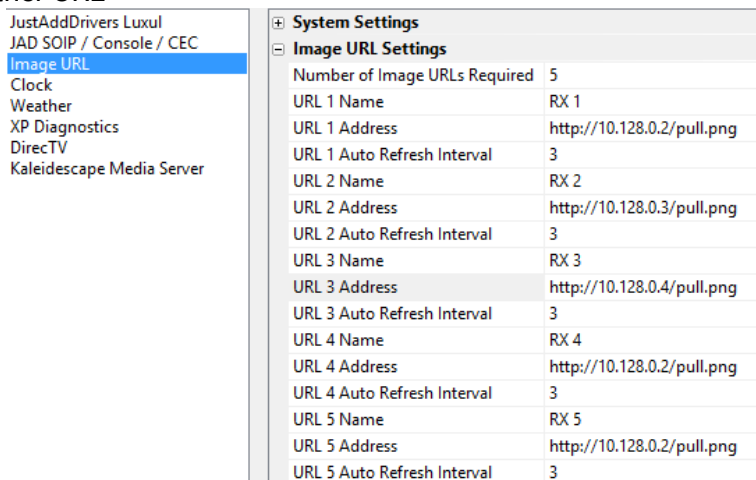 JustAddDrivers Luxul
JAD SOIP / Console / CEC
Image URL
Clock
Weather
XP Diagnostics
DirecTV
Kaleidescape Media Server
System Settings
Image URL Settings
Number of Image URLs Required 5
URL 1 Name RX 1
URL 1 Address http://10.128.0.2/pull.png
URL 1 Auto Refresh Interval 3
URL 2 Name RX 2
URL 2 Address http://10.128.0.3/pull.png
URL 2 Auto Refresh Interval 3
URL 3 Name RX 3
URL 3 Address http://10.128.0.4/pull.png
URL 3 Auto Refresh Interval 3
URL 4 Name RX 4
URL 4 Address http://10.128.0.2/pull.png
URL 4 Auto Refresh Interval 3
URL 5 Name RX 5
URL 5 Address http://10.128.0.2/pull.png
URL 5 Auto Refresh Interval 3